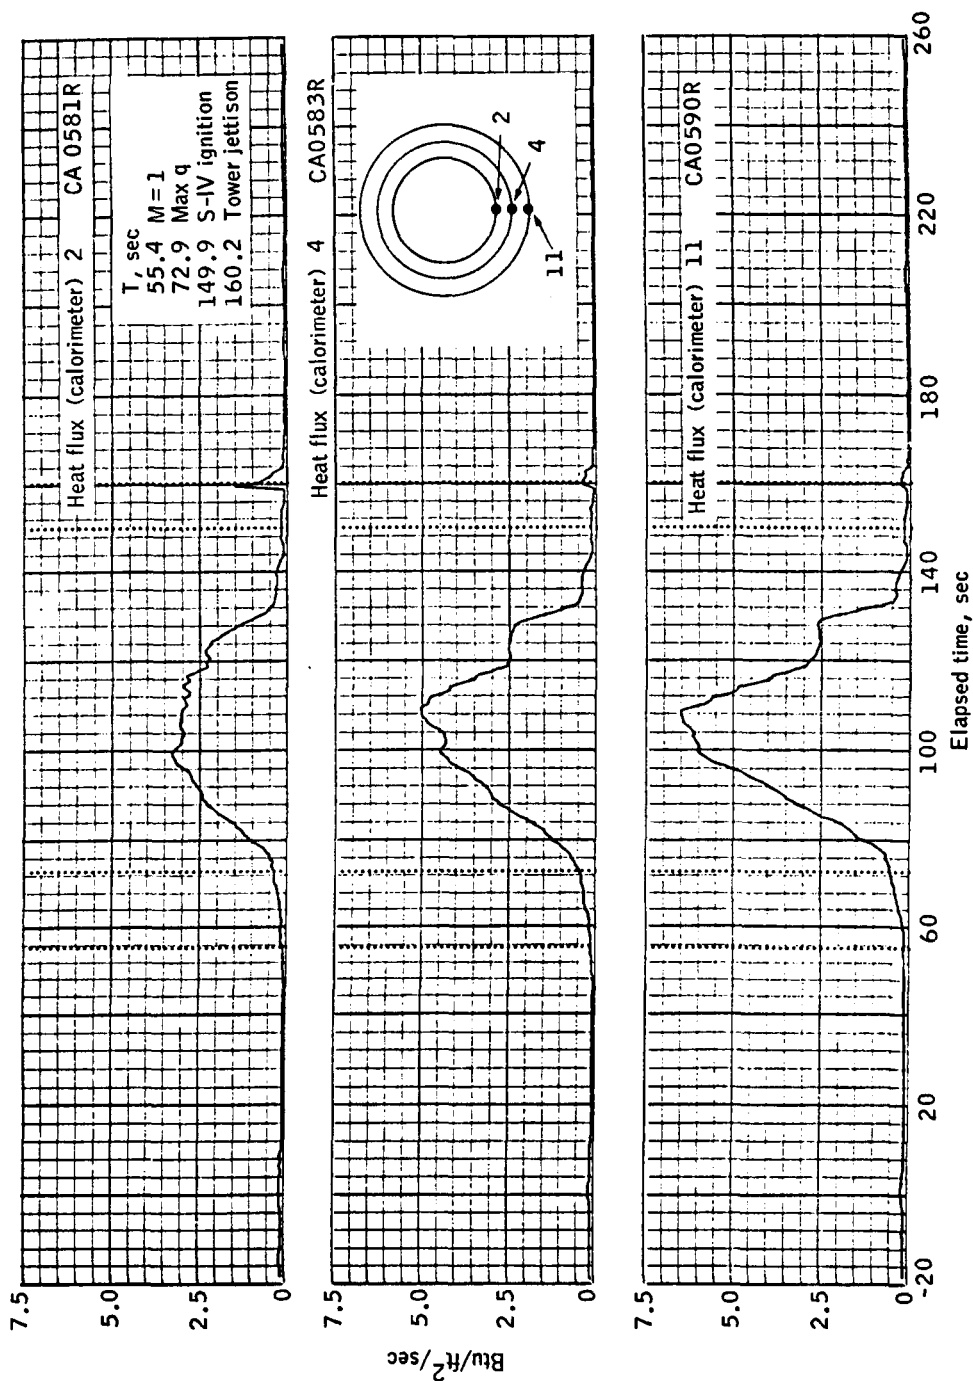 Btu/ft²/sec
7.5
5.0
2.5
0
Heat flux (calorimeter) 2 CA 0581R
T, sec
55.4 M=1
72.9 Max q
149.9 S-IV ignition
160.2 Tower jettison
7.5
5.0
2.5
0
Heat flux (calorimeter) 4 CA0583R
2
4
11
7.5
5.0
2.5
0
Heat flux (calorimeter) 11 CA0590R
-20 20 60 100 140 180 220 260
Elapsed time, sec